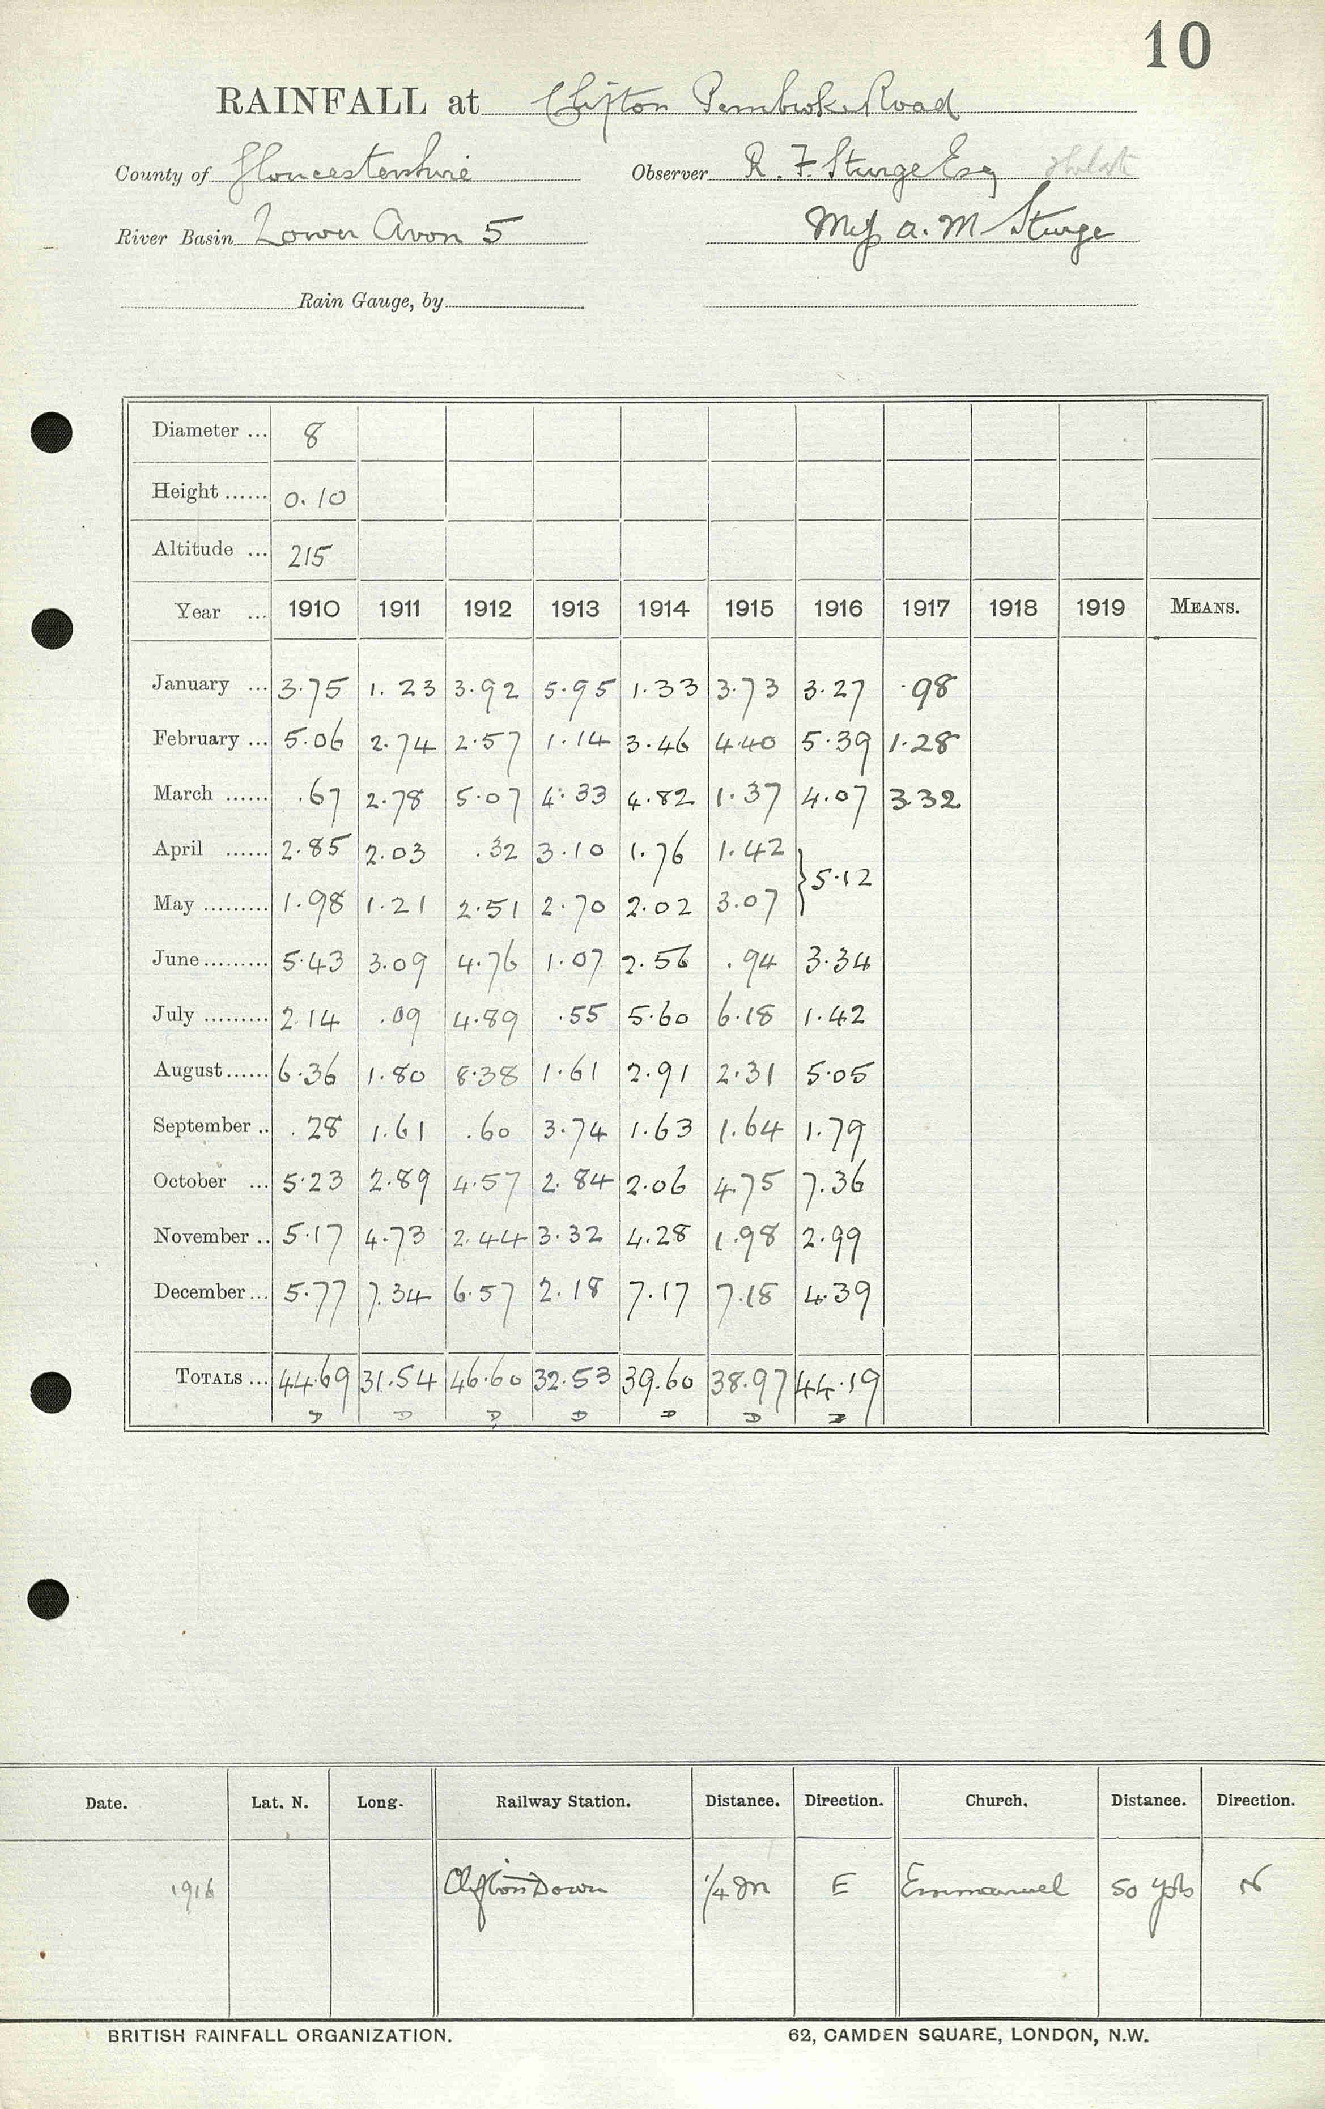 10
RAINFALL at Clifton Pembroke Road
County of Gloucestershire Observer R. F. Sturge Esq
River Basin Lower Avon 5 Miss A. M Sturge
Rain Gauge, by
Diameter ... 8
Height ...... 0.10
Altitude ... 215
Year ... 1910 1911 1912 1913 1914 1915 1916 1917 1918 1919 MEANS.
January ... 3.75 1.23 3.92 5.95 1.33 3.73 3.27 .98
February ... 5.06 2.74 2.57 1.14 3.46 4.40 5.39 1.28
March ...... .67 2.78 5.07 4.33 4.82 1.37 4.07 3.32
April ...... 2.85 2.03 .32 3.10 1.76 1.42
} 5.12
May ......... 1.98 1.21 2.51 2.70 2.02 3.07
June ......... 5.43 3.09 4.76 1.07 2.56 .94 3.34
July ......... 2.14 .09 4.89 .55 5.60 6.18 1.42
August...... 6.36 1.80 8.38 1.61 2.91 2.31 5.05
September .. .28 1.61 .60 3.74 1.63 1.64 1.79
October ... 5.23 2.89 4.57 2.84 2.06 4.75 7.36
November .. 5.17 4.73 2.44 3.32 4.28 1.98 2.99
December ... 5.77 7.34 6.57 2.18 7.17 7.18 4.39
TOTALS ... 44.69 31.54 46.60 32.53 39.60 38.97 44.19
D D D D D D D
Date. Lat. N. Long. Railway Station. Distance. Direction. Church. Distance. Direction.
1916 Clifton Down 1/4 m E Emmanuel 50 yds N
BRITISH RAINFALL ORGANIZATION. 62, CAMDEN SQUARE, LONDON, N.W.